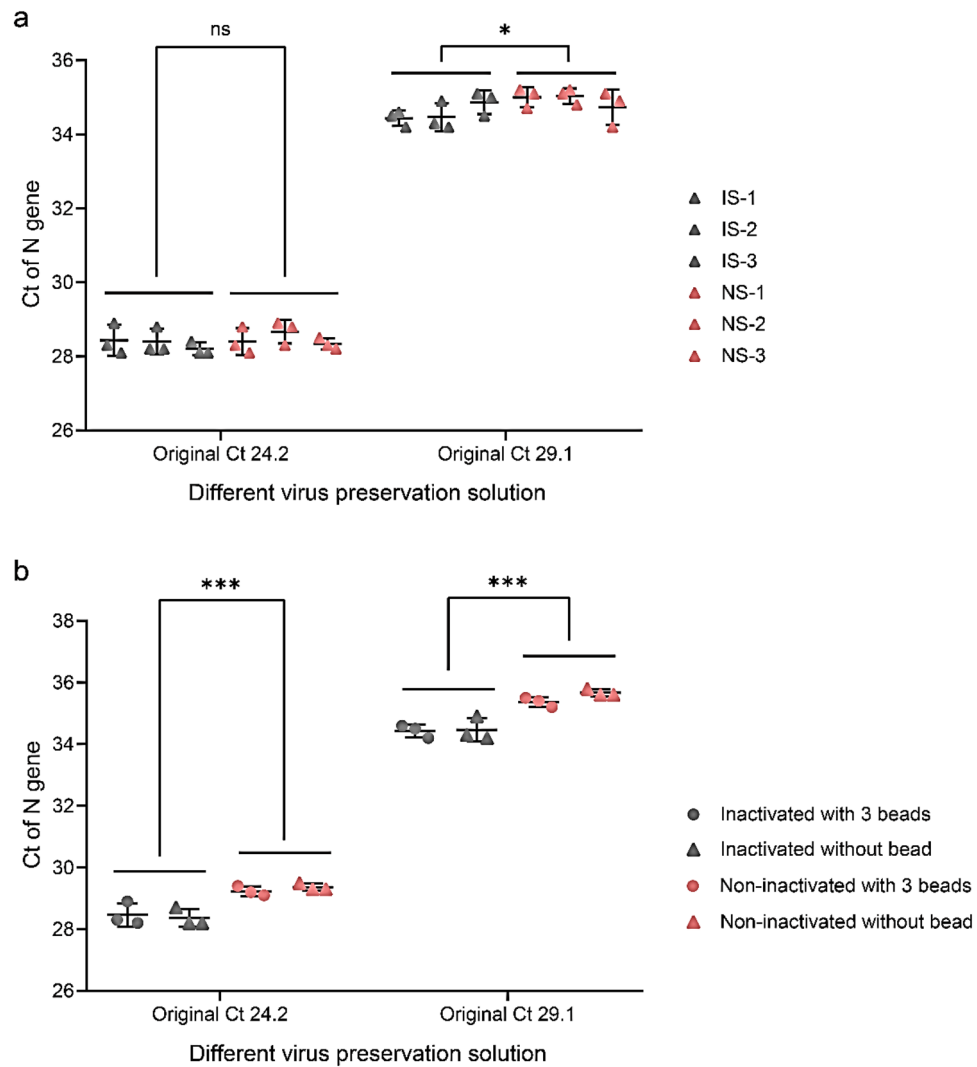 a
ns
*
36
34
32
30
28
26
Ct of N gene
Original Ct 24.2
Original Ct 29.1
Different virus preservation solution
IS-1
IS-2
IS-3
NS-1
NS-2
NS-3
b
***
***
38
36
34
32
30
28
26
Ct of N gene
Original Ct 24.2
Original Ct 29.1
Different virus preservation solution
Inactivated with 3 beads
Inactivated without bead
Non-inactivated with 3 beads
Non-inactivated without bead